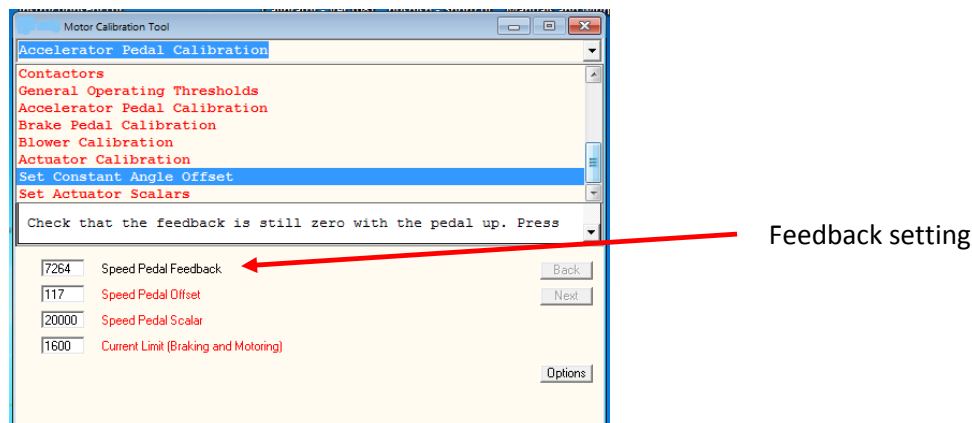 Motor Calibration Tool
Accelerator Pedal Calibration
Contactors
General Operating Thresholds
Accelerator Pedal Calibration
Brake Pedal Calibration
Blower Calibration
Actuator Calibration
Set Constant Angle Offset
Set Actuator Scalars
Check that the feedback is still zero with the pedal up. Press
Feedback setting
7264 Speed Pedal Feedback Back
117 Speed Pedal Offset Next
20000 Speed Pedal Scalar
1600 Current Limit (Braking and Motoring)
Options